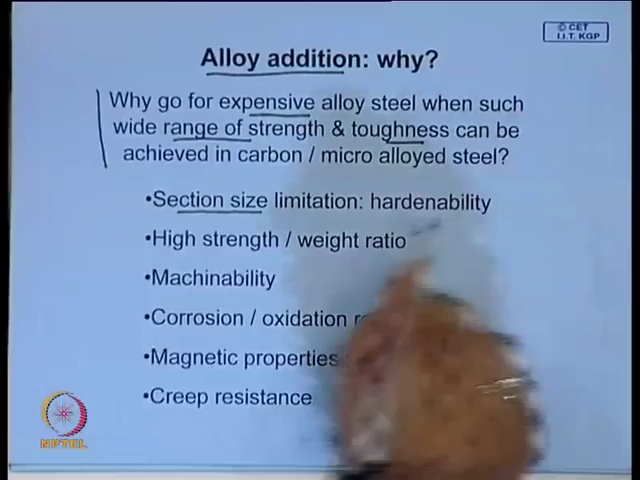 © CET
I.I.T. KGP
Alloy addition: why?
Why go for expensive alloy steel when such
wide range of strength & toughness can be
achieved in carbon / micro alloyed steel?
•Section size limitation: hardenability
•High strength / weight ratio
•Machinability
•Corrosion / oxidation
•Magnetic properties
•Creep resistance
NPTEL